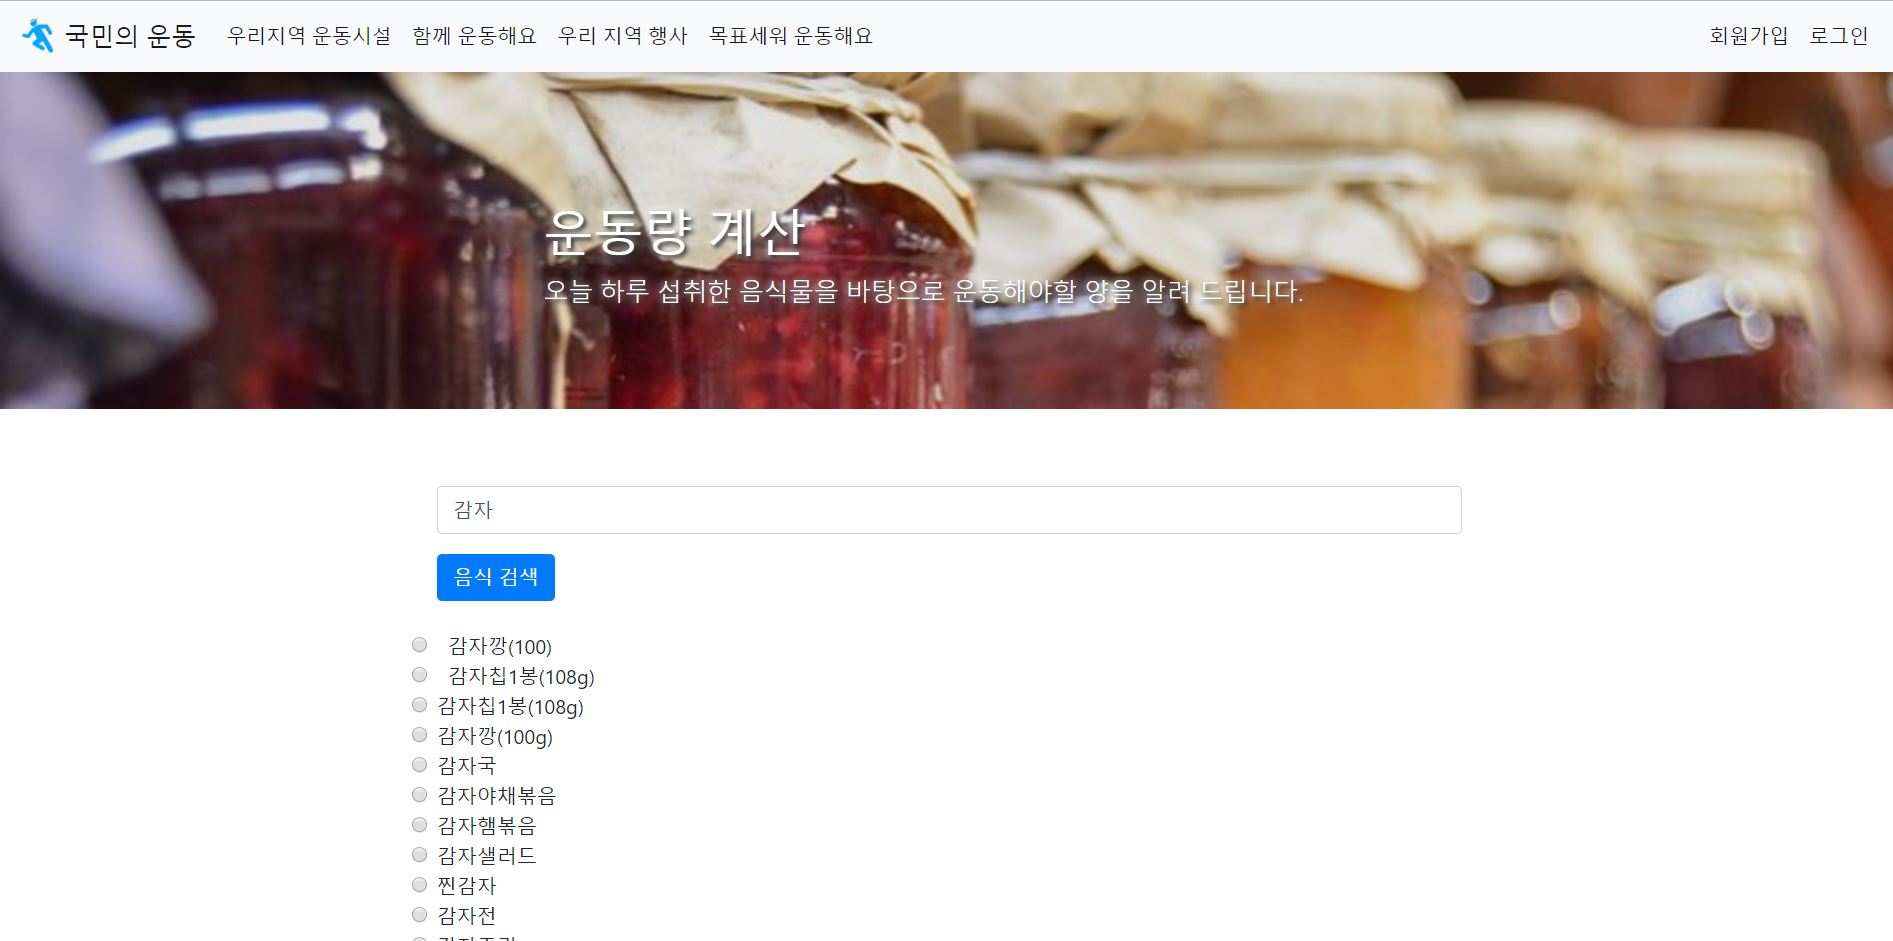 국민의 운동 우리지역 운동시설 함께 운동해요 우리 지역 행사 목표세워 운동해요 회원가입 로그인
운동량 계산
오늘 하루 섭취한 음식물을 바탕으로 운동해야할 양을 알려 드립니다.
감자
음식 검색
감자깡(100)
감자칩1봉(108g)
감자칩1봉(108g)
감자깡(100g)
감자국
감자야채볶음
감자햄볶음
감자샐러드
찐감자
감자전